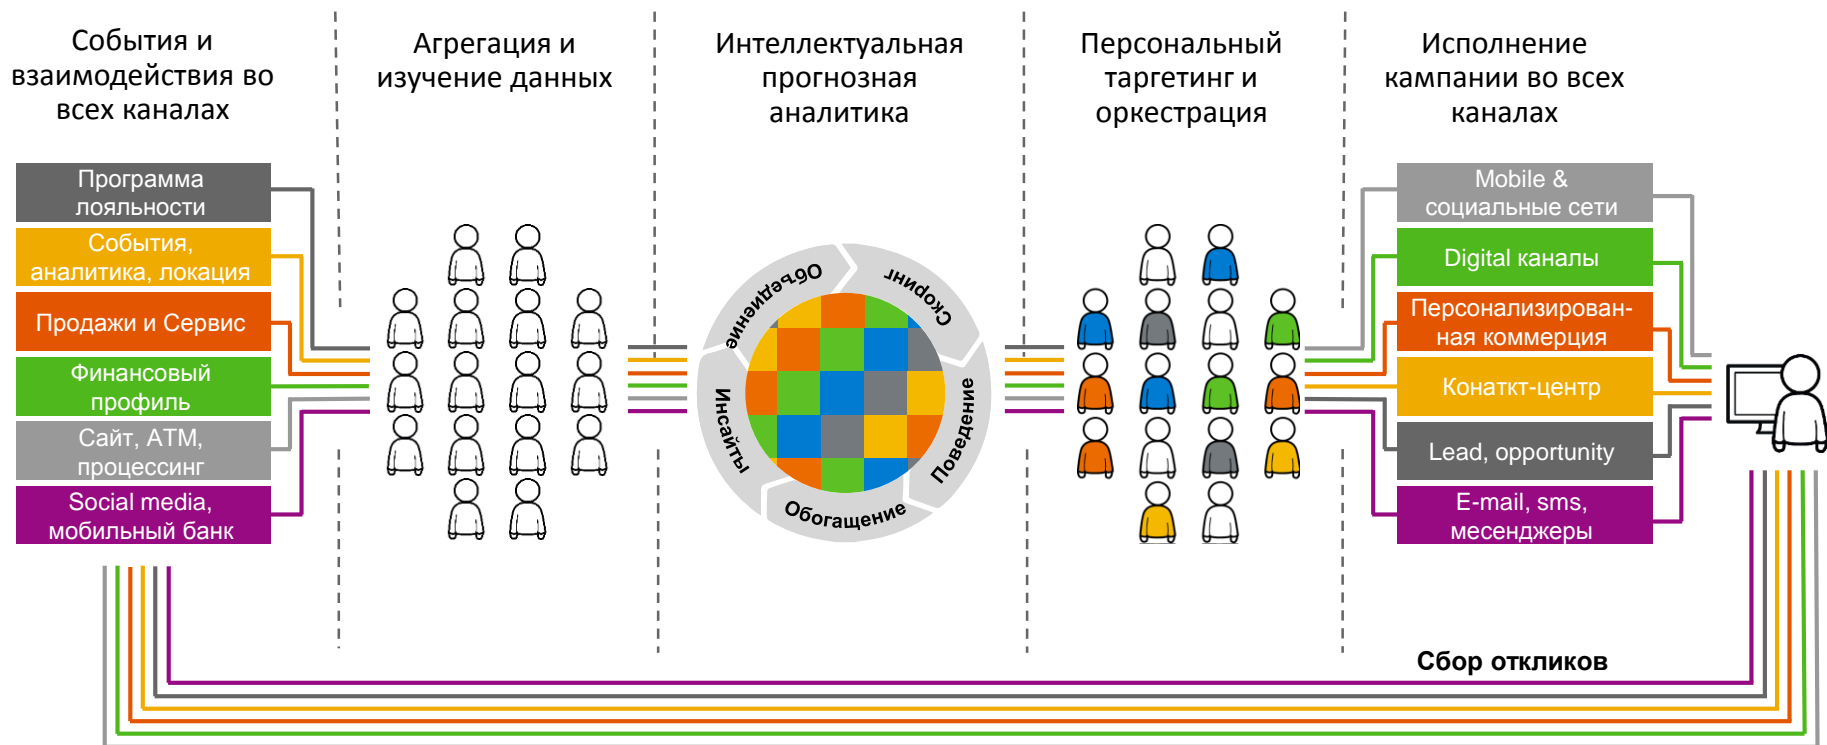 События и
взаимодействия во
всех каналах
Агрегация и
изучение данных
Интеллектуальная
прогнозная
аналитика
Персональный
таргетинг и
оркестрация
Исполнение
кампании во всех
каналах
Программа
лояльности
События,
аналитика, локация
Продажи и Сервис
Финансовый
профиль
Сайт, ATM,
процессинг
Social media,
мобильный банк
Объединение
Скоринг
Поведение
Обогащение
Инсайты
Mobile &
социальные сети
Digital каналы
Персонализирован-
ная коммерция
Конаткт-центр
Lead, opportunity
E-mail, sms,
месенджеры
Сбор откликов